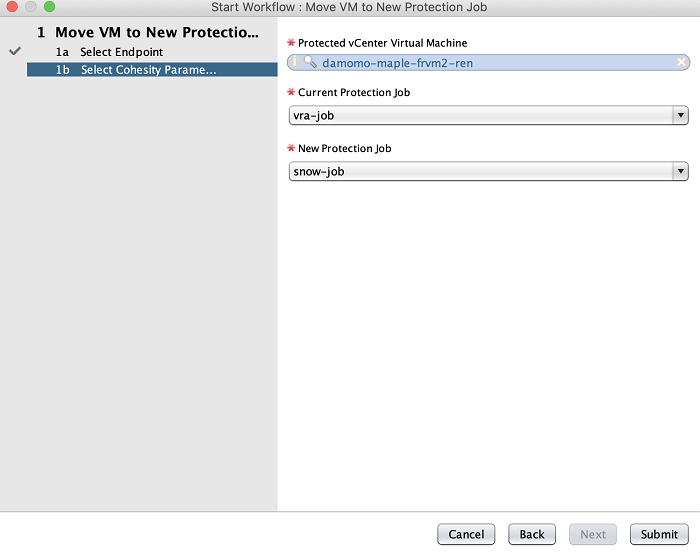 Start Workflow : Move VM to New Protection Job
1 Move VM to New Protectio...
1a Select Endpoint
1b Select Cohesity Parame...
* Protected vCenter Virtual Machine
damomo-maple-frvm2-ren
* Current Protection Job
vra-job
* New Protection Job
snow-job
Cancel Back Next Submit